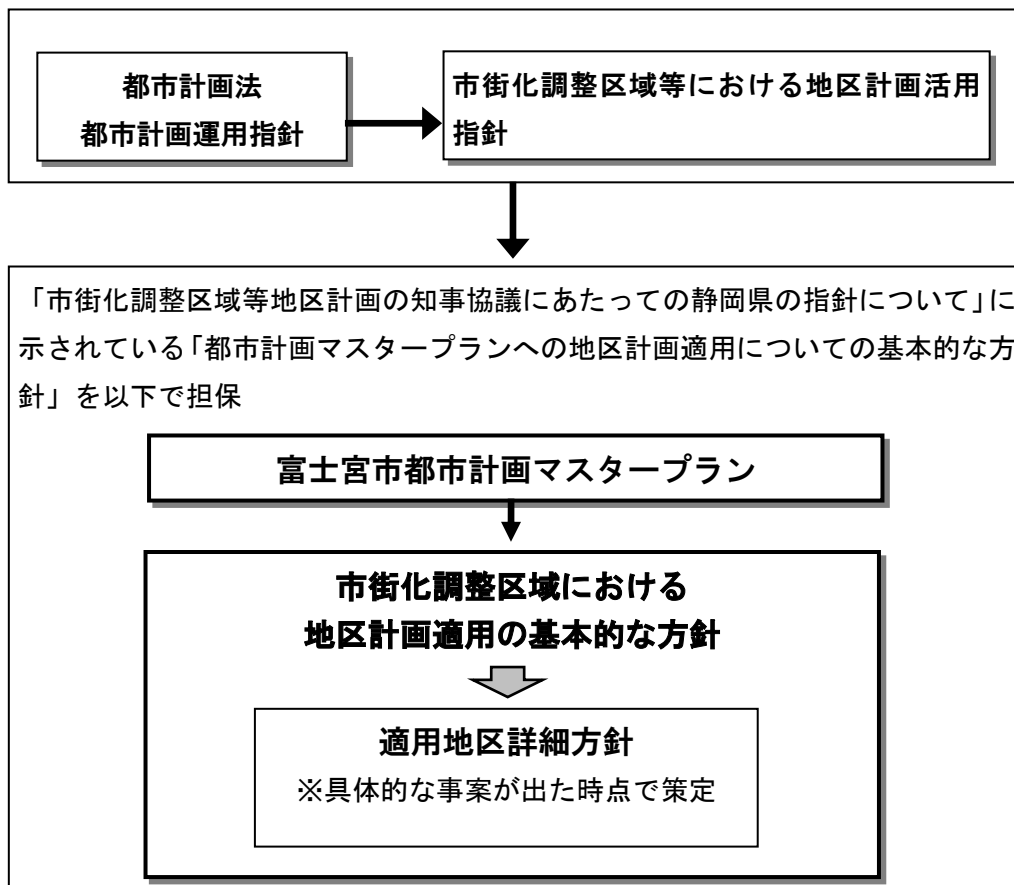 都市計画法
都市計画運用指針
市街化調整区域等における地区計画活用
指針
「市街化調整区域等地区計画の知事協議にあたっての静岡県の指針について」に
示されている「都市計画マスタープランへの地区計画適用についての基本的な方
針」を以下で担保
富士宮市都市計画マスタープラン
市街化調整区域における
地区計画適用の基本的な方針
適用地区詳細方針
※具体的な事案が出た時点で策定